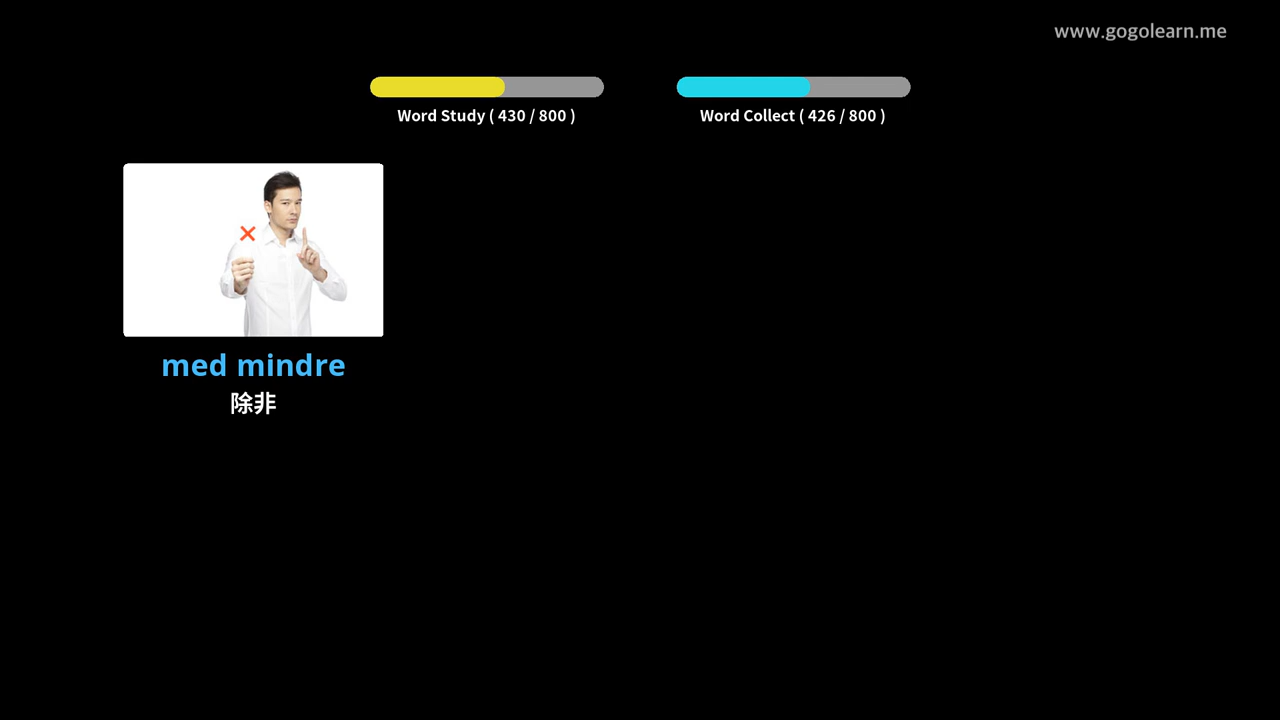 www.gogolearn.me
Word Study ( 430 / 800 )
Word Collect ( 426 / 800 )
med mindre
除非